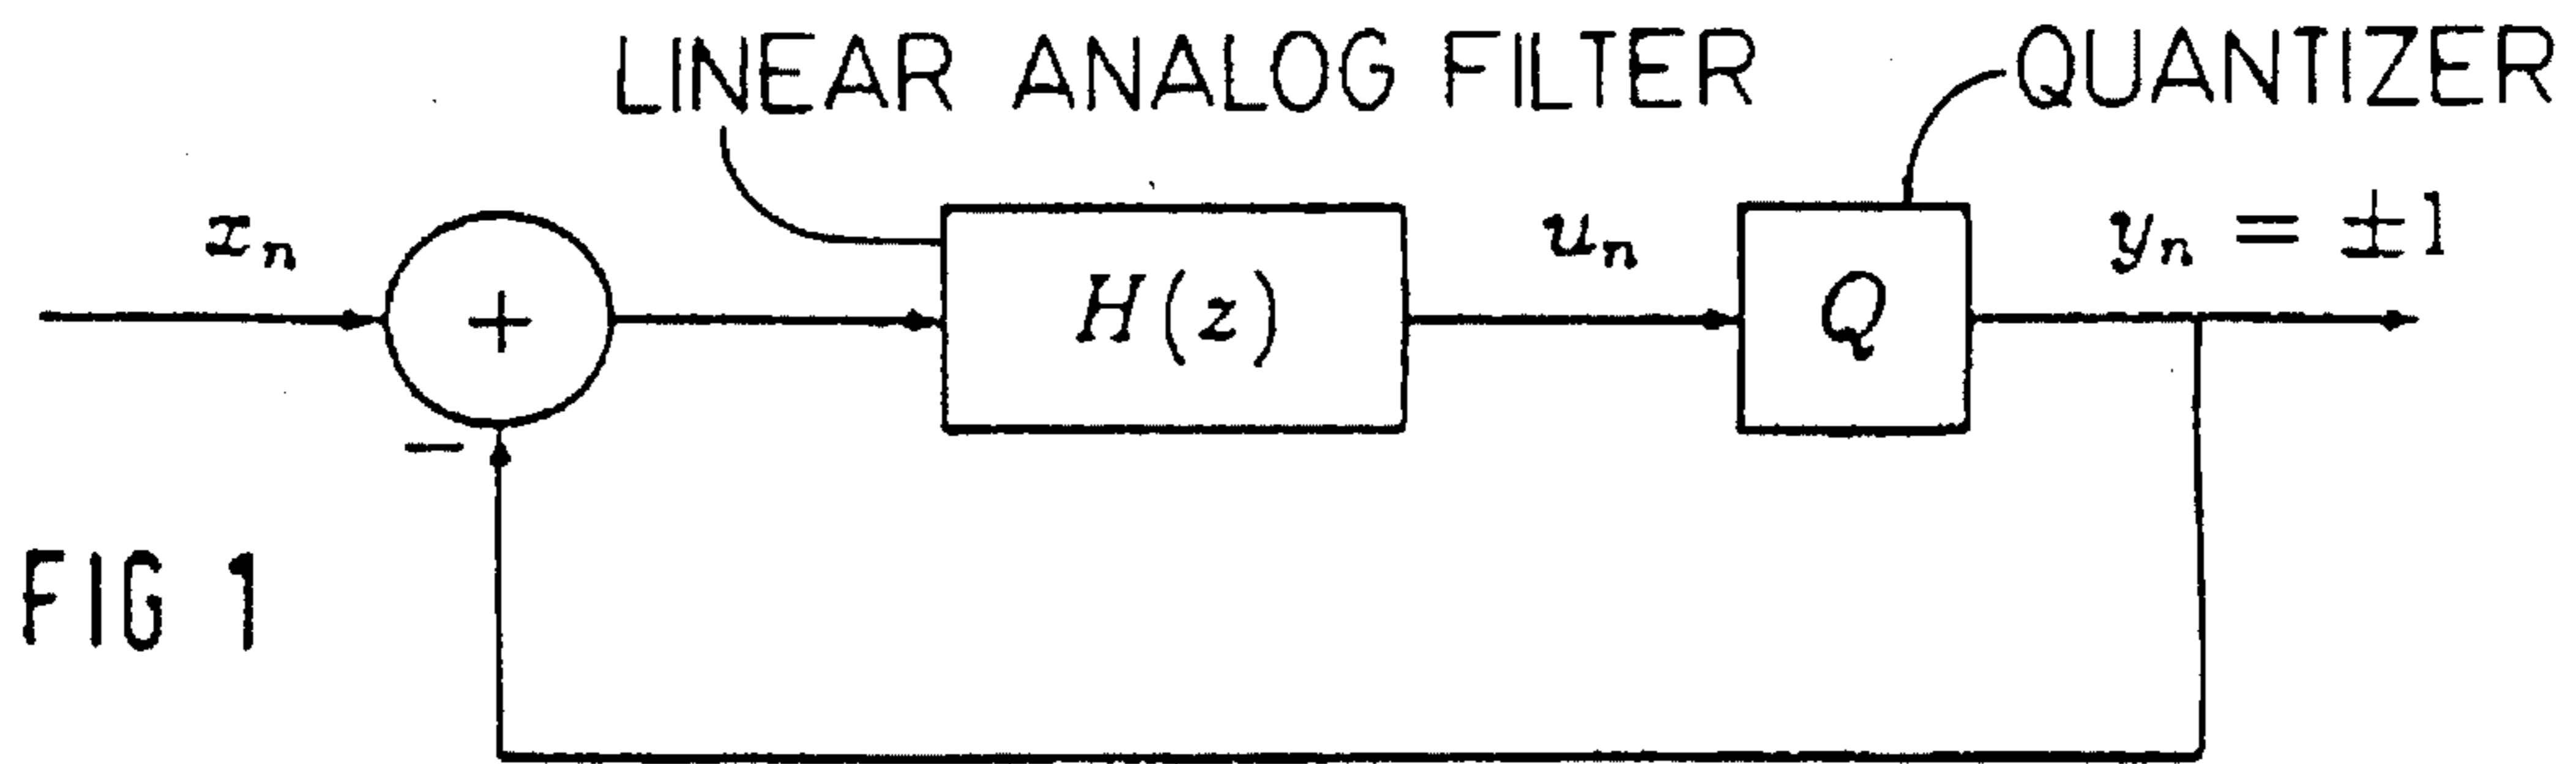 LINEAR ANALOG FILTER
QUANTIZER
xₙ
+
−
H(z)
uₙ
Q
yₙ = ±1
FIG 1